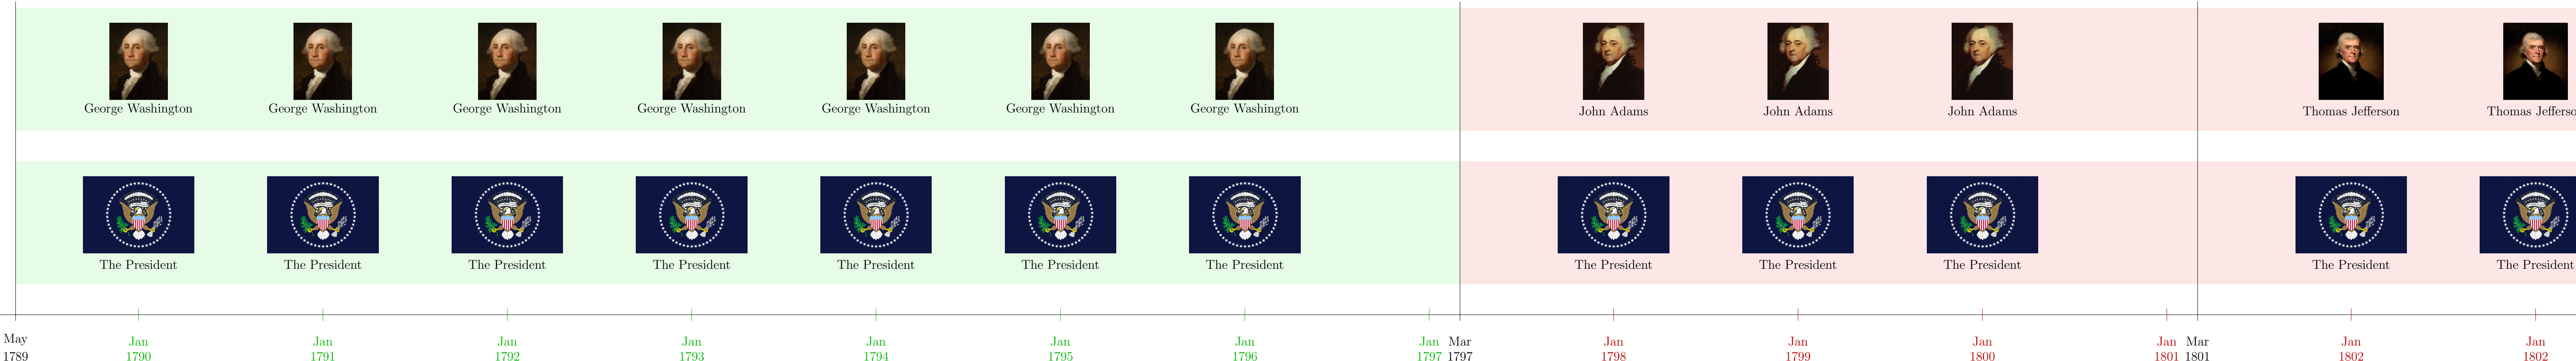 George Washington George Washington George Washington George Washington George Washington George Washington George Washington John Adams John Adams John Adams Thomas Jefferson Thomas Jefferso
The President The President The President The President The President The President The President The President The President The President The President The President
May Jan Jan Jan Jan Jan Jan Jan Jan Mar Jan Jan Jan Jan Mar Jan Jan
1789 1790 1791 1792 1793 1794 1795 1796 1797 1797 1798 1799 1800 1801 1801 1802 1802